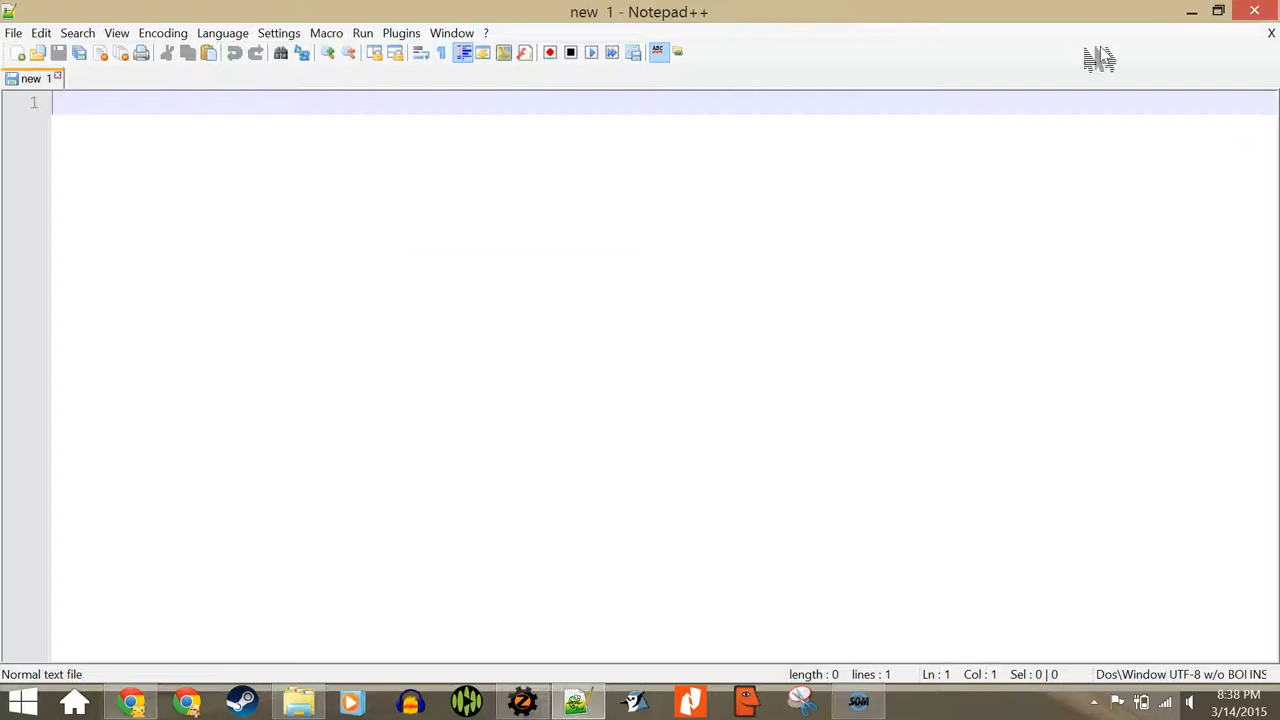 new  1 - Notepad++
File Edit Search View Encoding Language Settings Macro Run Plugins Window ? X
ABC
new  1
1
Normal text file length : 0 lines : 1 Ln : 1 Col : 1 Sel : 0 | 0 Dos\Window UTF-8 w/o BOI INS
SOM
8:38 PM
3/14/2015